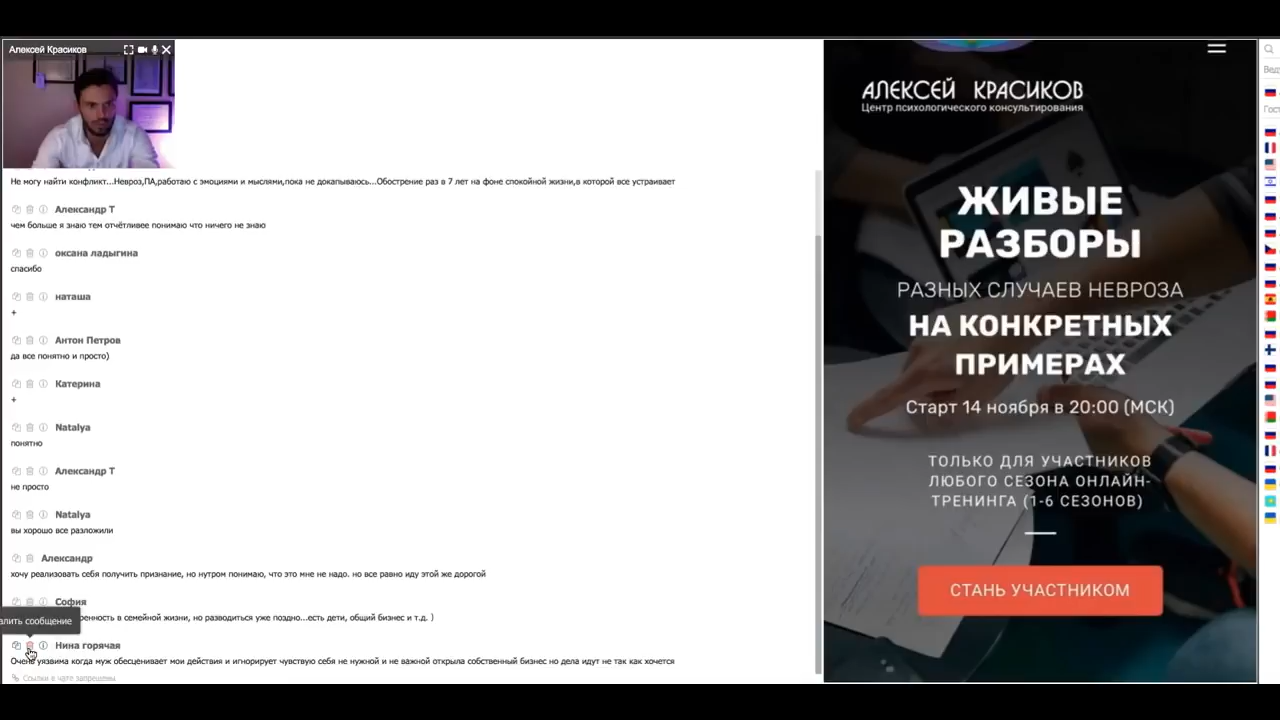 Алексей Красиков
Не могу найти конфликт...Невроз,ПА,работаю с эмоциями и мыслями,пока не докапываюсь...Обострение раз в 7 лет на фоне спокойной жизни,в которой все устраивает
Александр Т
чем больше я знаю тем отчётливее понимаю что ничего не знаю
оксана ладыгина
спасибо
наташа
+
Антон Петров
да все понятно и просто)
Катерина
+
Natalya
понятно
Александр Т
не просто
Natalya
вы хорошо все разложили
Александр
хочу реализовать себя получить признание, но нутром понимаю, что это мне не надо. но все равно иду этой же дорогой
София
ренность в семейной жизни, но разводиться уже поздно...есть дети, общий бизнес и т.д. )
алить сообщение
Нина горячая
Очень уязвима когда муж обесценивает мои действия и игнорирует чувствую себя не нужной и не важной открыла собственный бизнес но дела идут не так как хочется
Ссылки в чате запрещены
АЛЕКСЕЙ КРАСИКОВ
Центр психологического консультирования
ЖИВЫЕ
РАЗБОРЫ
РАЗНЫХ СЛУЧАЕВ НЕВРОЗА
НА КОНКРЕТНЫХ
ПРИМЕРАХ
Старт 14 ноября в 20:00 (МСК)
ТОЛЬКО ДЛЯ УЧАСТНИКОВ
ЛЮБОГО СЕЗОНА ОНЛАЙН-
ТРЕНИНГА (1-6 СЕЗОНОВ)
СТАНЬ УЧАСТНИКОМ
Вед
Гост